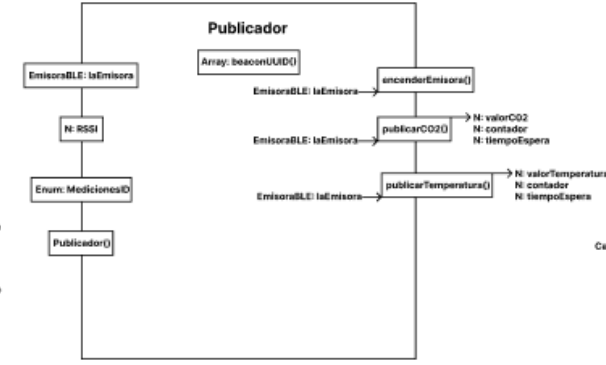 Publicador
Array: beaconUUID()
EmisoraBLE: laEmisora
encenderEmisora()
EmisoraBLE: laEmisora
N: RSSI
publicarCO2()
EmisoraBLE: laEmisora
N: valorCO2
N: contador
N: tiempoEspera
Enum: MedicionesID
publicarTemperatura()
EmisoraBLE: laEmisora
N: valorTemperatura
N: contador
N: tiempoEspera
Publicador()